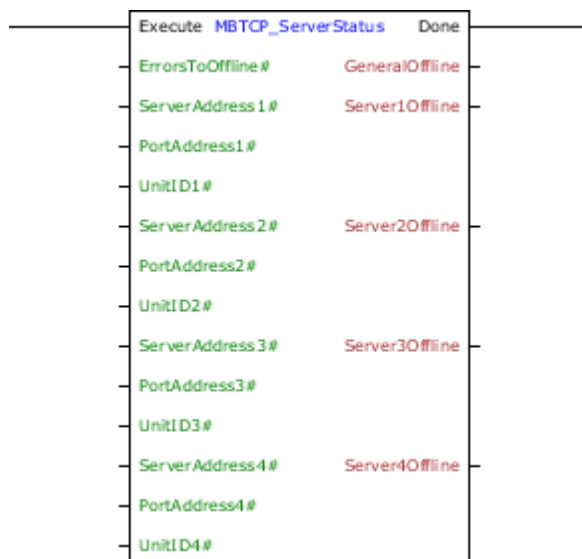 Execute MBTCP_ServerStatus Done
ErrorsToOffline# GeneralOffline
ServerAddress1# Server1Offline
PortAddress1#
UnitID1#
ServerAddress2# Server2Offline
PortAddress2#
UnitID2#
ServerAddress3# Server3Offline
PortAddress3#
UnitID3#
ServerAddress4# Server4Offline
PortAddress4#
UnitID4#